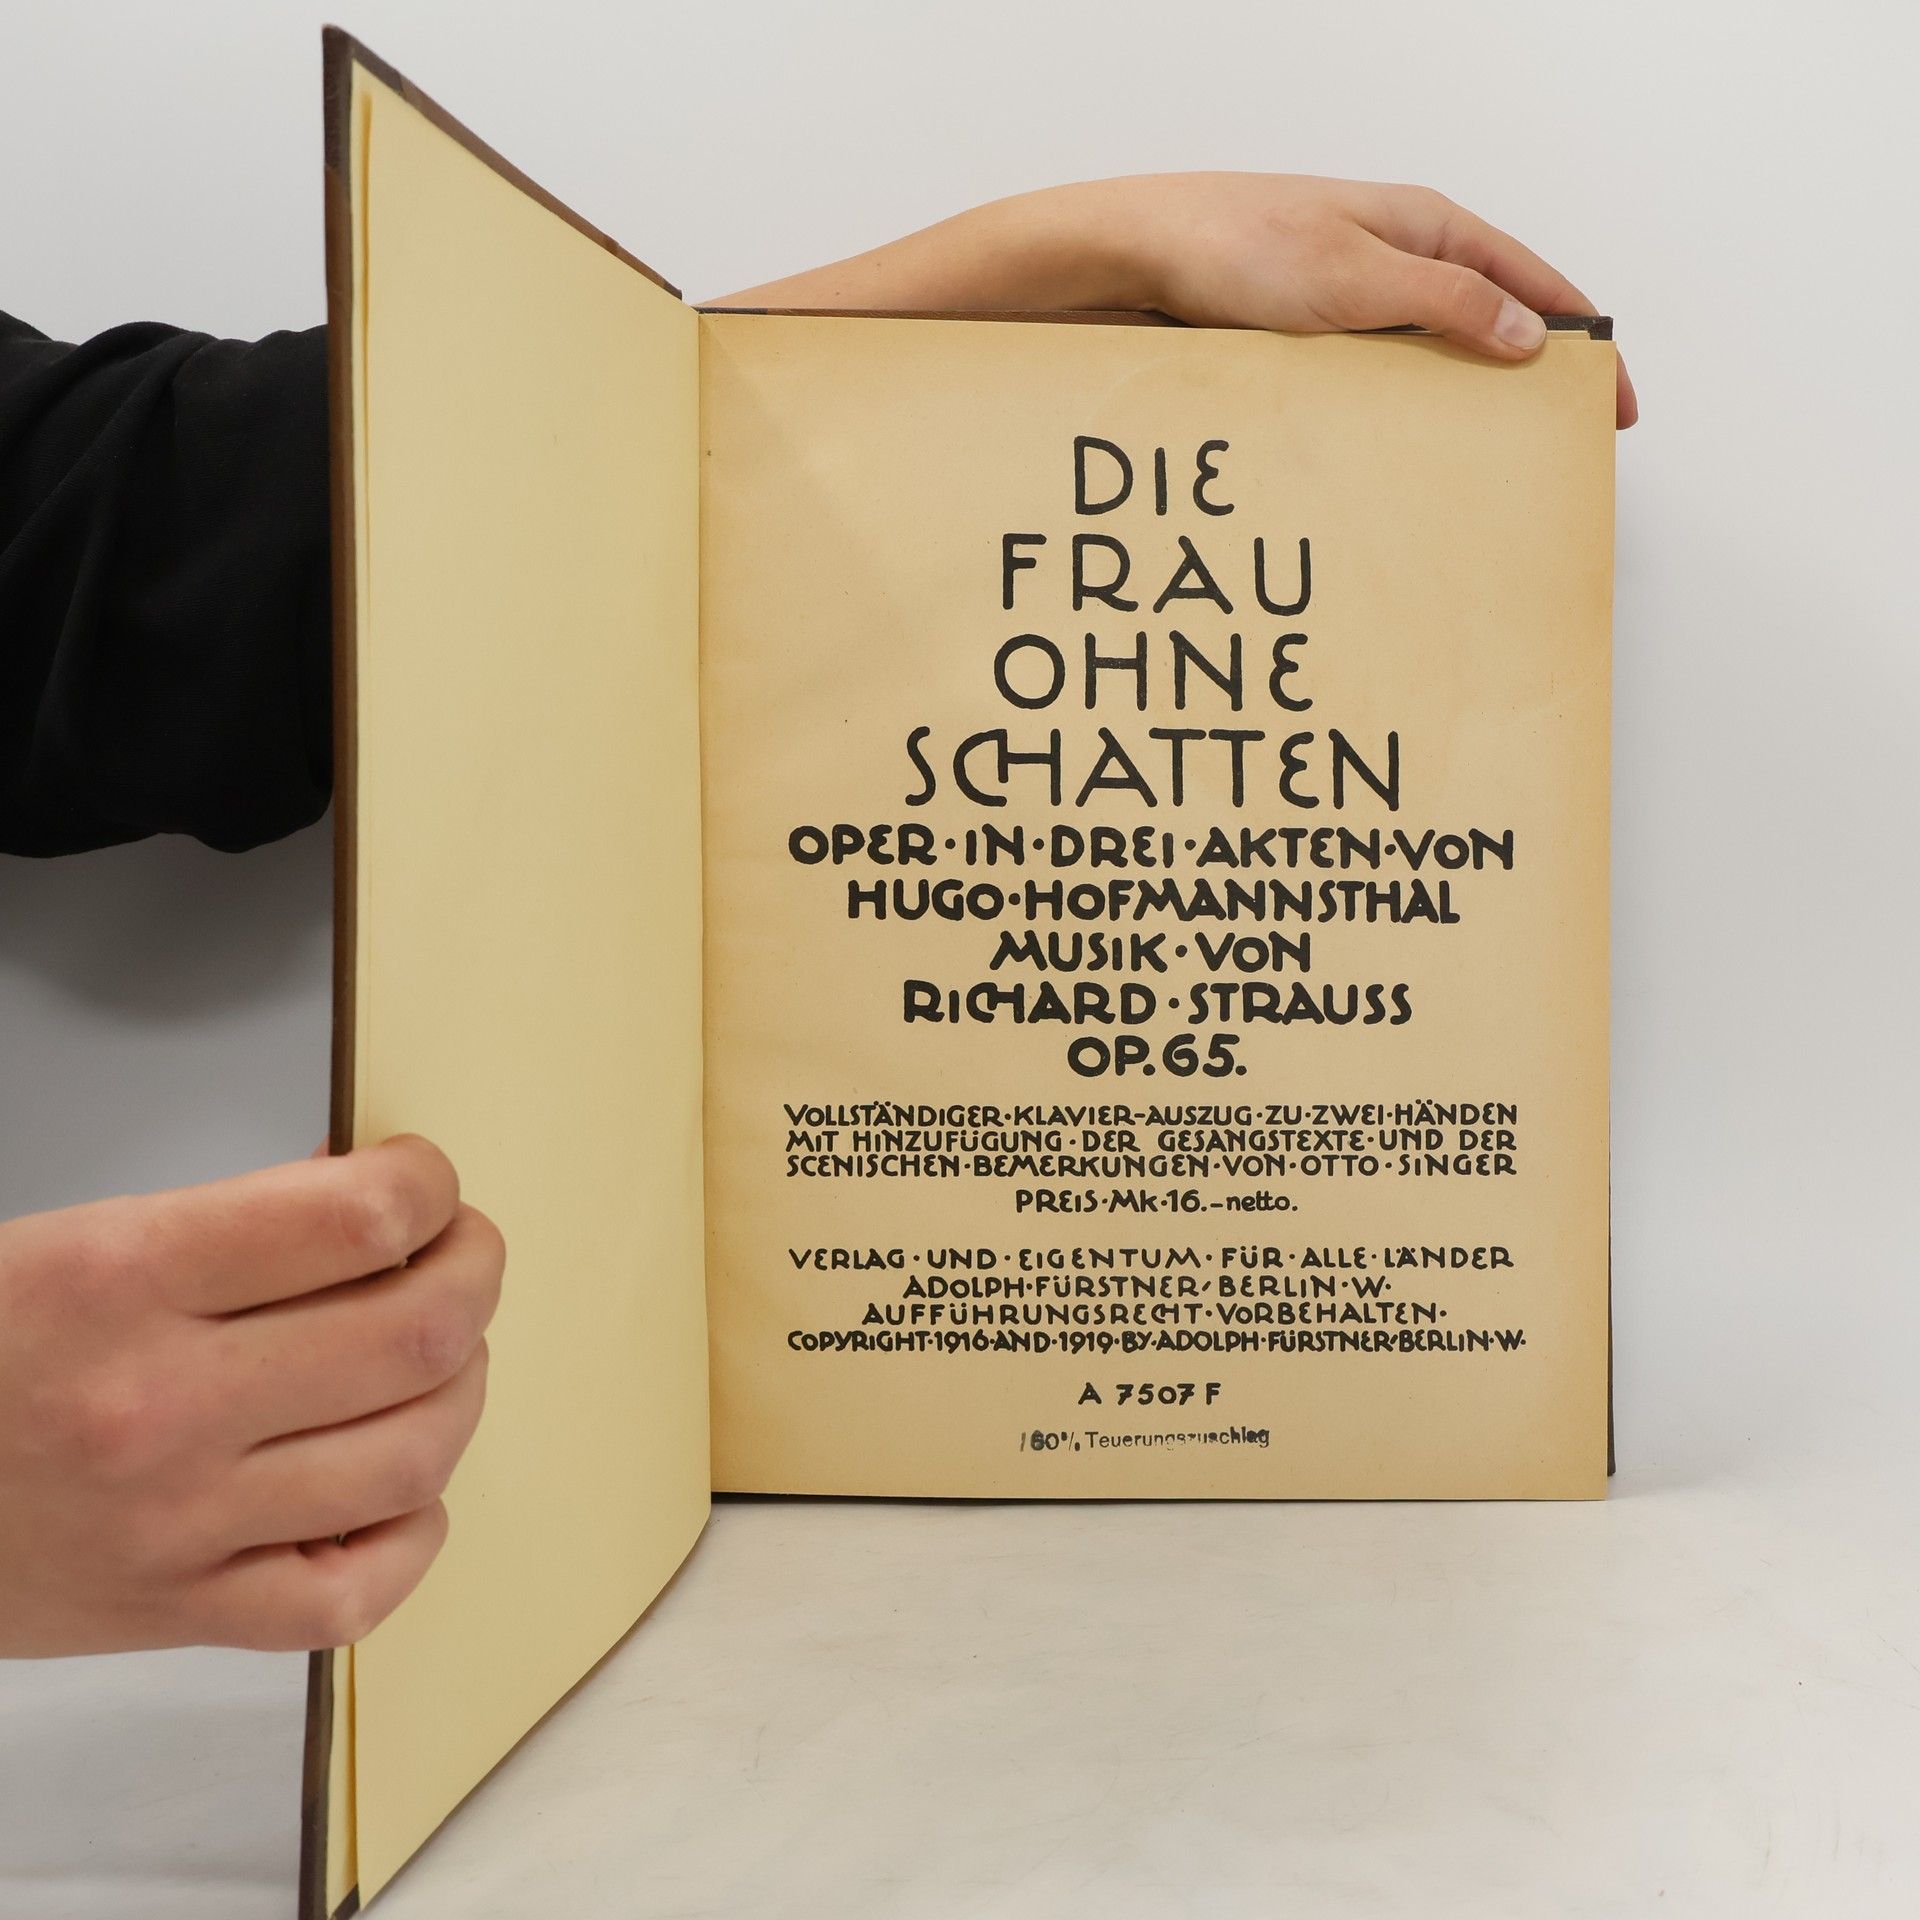 DIE
FRAU
OHNE
SCHATTEN
OPER·IN·DREI·AKTEN·VON
HUGO·HOFMANNSTHAL
MUSIK·VON
RICHARD·STRAUSS
OP.65.
VOLLSTÄNDIGER·KLAVIER-AUSZUG·ZU·ZWEI·HÄNDEN
MIT HINZUFÜGUNG·DER GESANGSTEXTE·UND DER
SCENISCHEN·BEMERKUNGEN·VON·OTTO·SINGER
PREIS·Mk·16.-netto.
VERLAG·UND·EIGENTUM·FÜR·ALLE·LÄNDER
ADOLPH·FÜRSTNER/BERLIN·W.
AUFFÜHRUNGSRECHT·VORBEHALTEN·
COPYRIGHT·1916·AND·1919·BY·ADOLPH·FÜRSTNER/BERLIN·W.
A 7507 F
Teuerungszuschlag